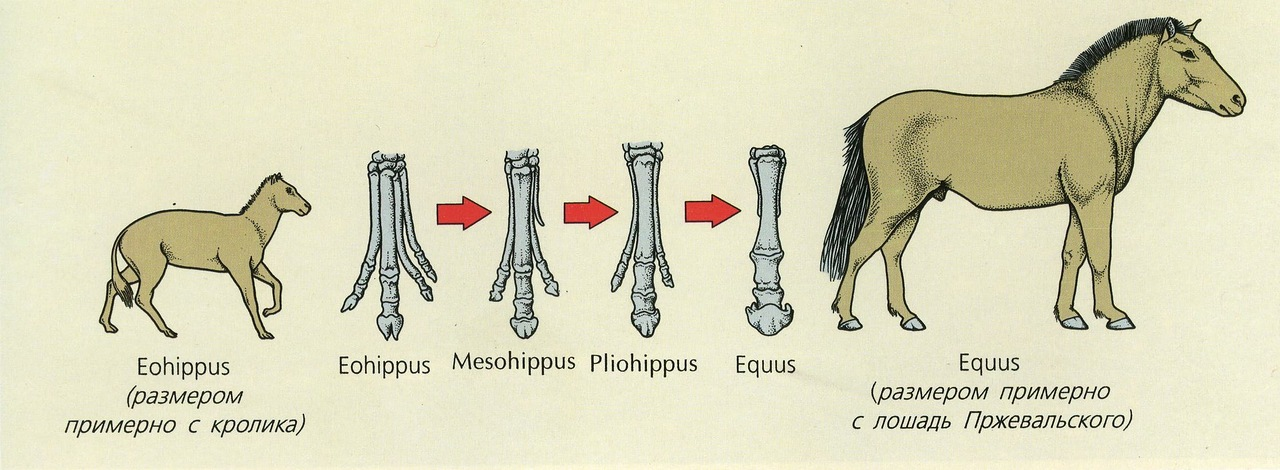 Eohippus
(размером
примерно с кролика)
Eohippus
Mesohippus
Pliohippus
Equus
Equus
(размером примерно
с лошадь Пржевальского)